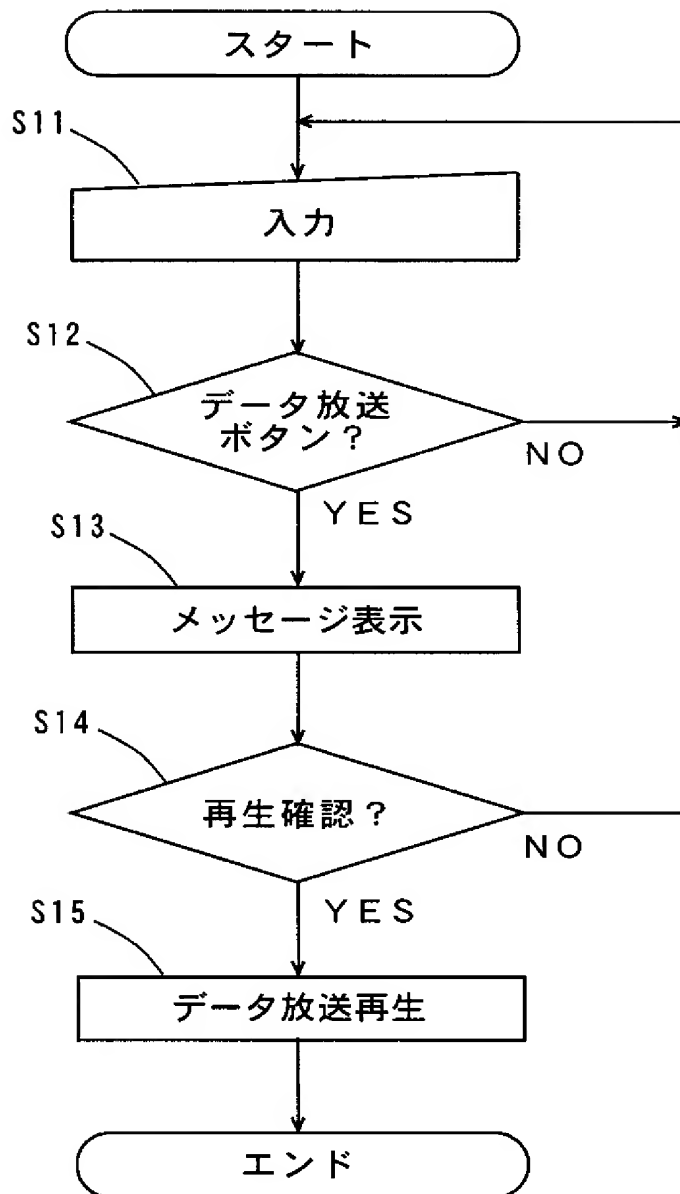 スタート
S11
入力
S12
データ放送
ボタン？
NO
YES
S13
メッセージ表示
S14
再生確認？
NO
YES
S15
データ放送再生
エンド